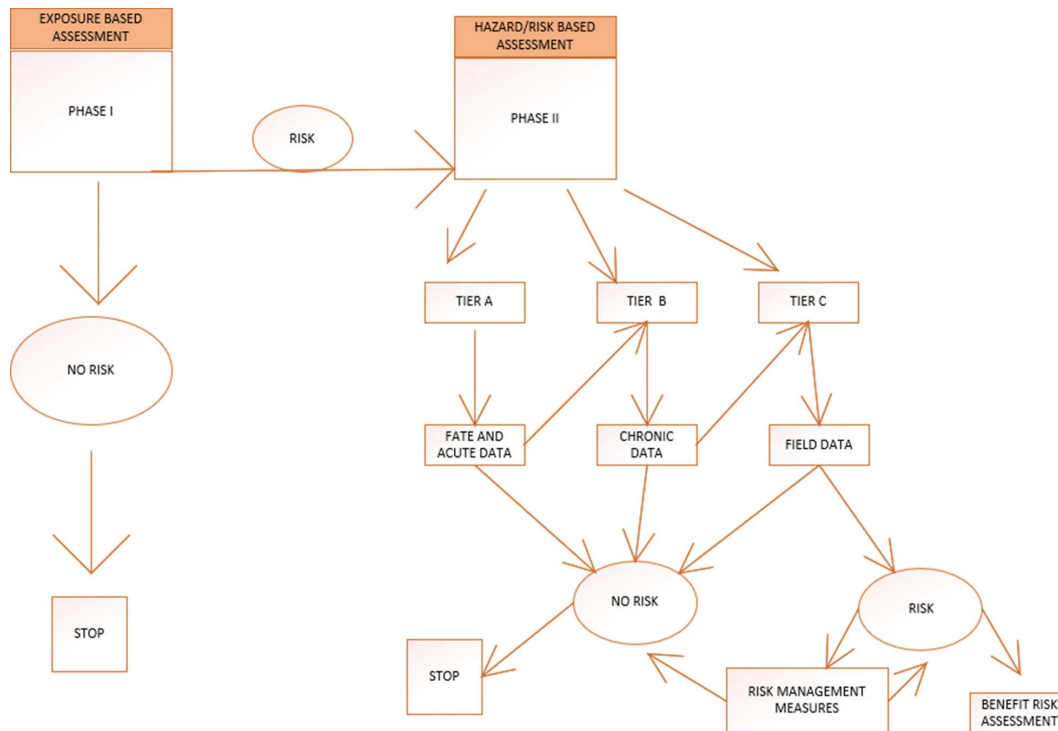 EXPOSURE BASED
ASSESSMENT
PHASE I
RISK
HAZARD/RISK BASED
ASSESSMENT
PHASE II
TIER A
TIER B
TIER C
NO RISK
FATE AND
ACUTE DATA
CHRONIC
DATA
FIELD DATA
NO RISK
RISK
STOP
STOP
RISK MANAGEMENT
MEASURES
BENEFIT RISK
ASSESSMENT